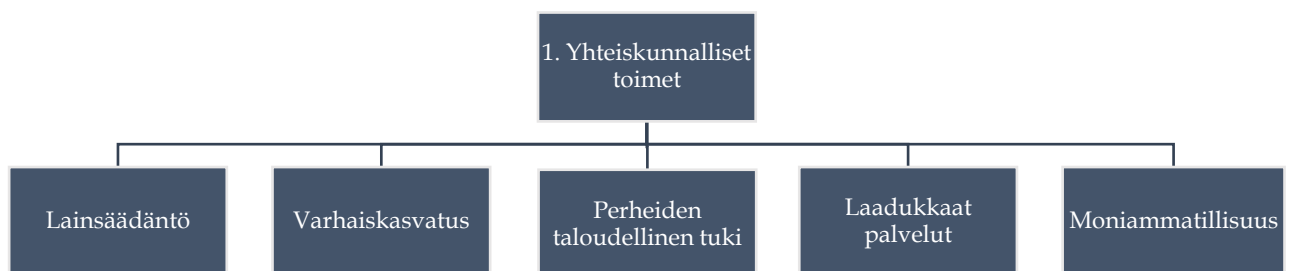 1. Yhteiskunnalliset
toimet
Lainsäädäntö
Varhaiskasvatus
Perheiden
taloudellinen tuki
Laadukkaat
palvelut
Moniammatillisuus